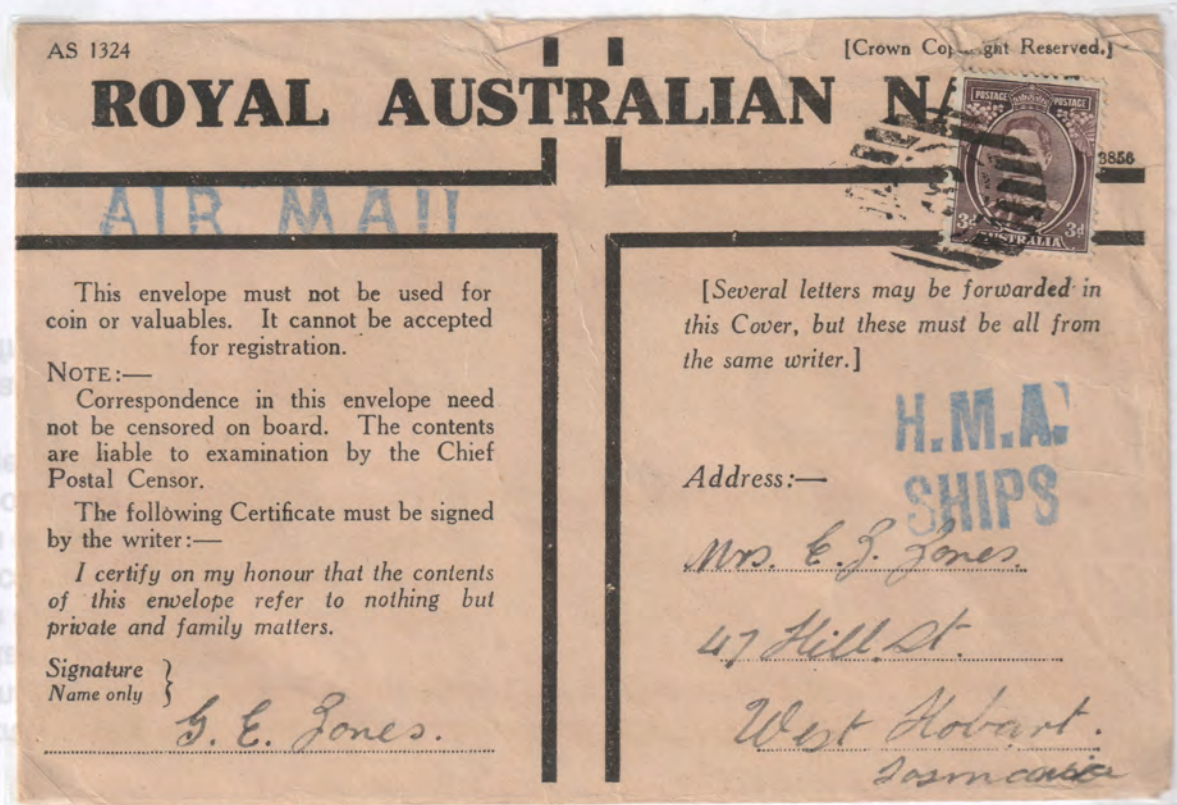 AS 1324
[Crown Copyright Reserved.]
ROYAL AUSTRALIAN
POSTAGE POSTAGE
3d 3d
AUSTRALIA
3856
AIR MAIL
This envelope must not be used for
coin or valuables. It cannot be accepted
for registration.
NOTE:—
Correspondence in this envelope need
not be censored on board. The contents
are liable to examination by the Chief
Postal Censor.
The following Certificate must be signed
by the writer:—
I certify on my honour that the contents
of this envelope refer to nothing but
private and family matters.
Signature
Name only
G. E. Jones.
[Several letters may be forwarded in
this Cover, but these must be all from
the same writer.]
H.M.A.
SHIPS
Address:—
Mrs. E. J. Jones.
47 Hill St.
West Hobart.
Tasmania